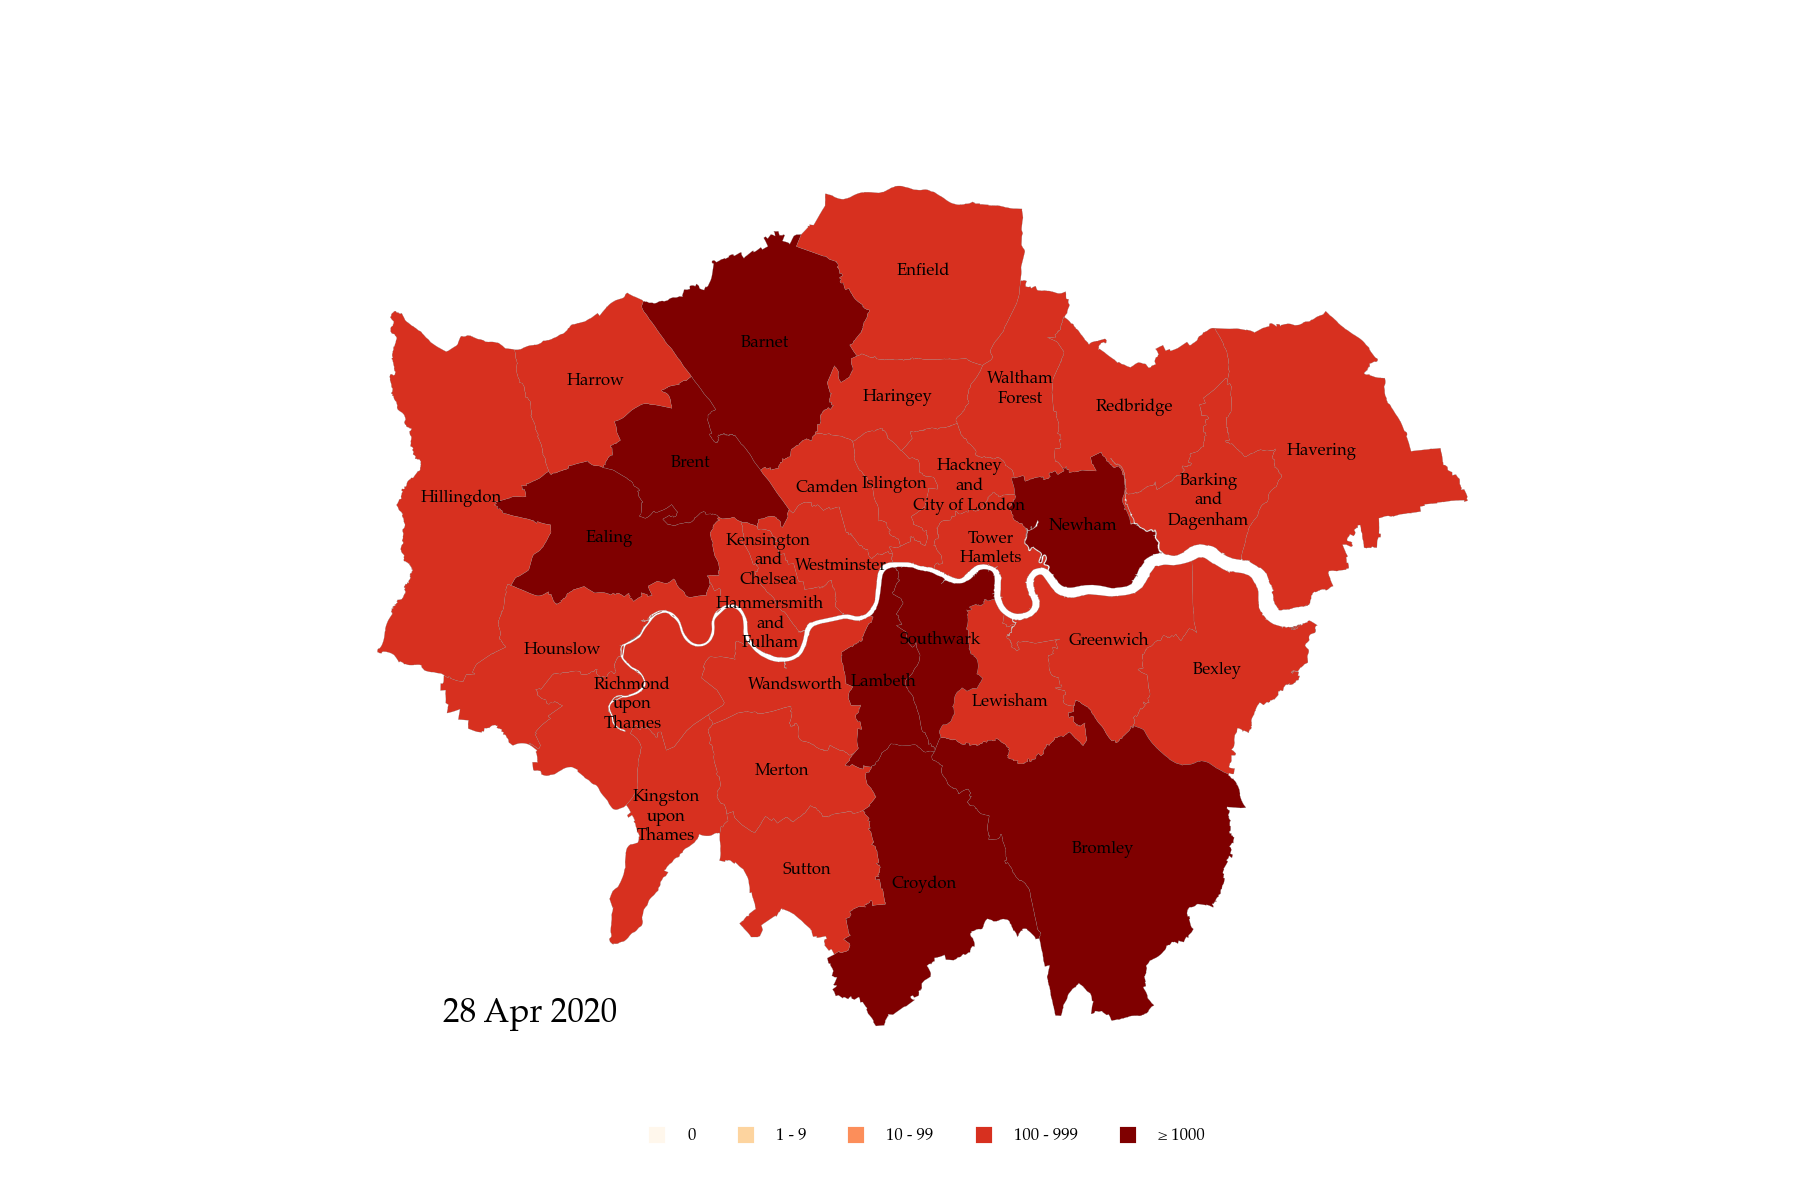 Enfield
Barnet
Harrow
Waltham
Forest
Haringey
Redbridge
Havering
Brent
Hillingdon
Camden
Islington
Hackney
and
City of London
Barking
and
Dagenham
Newham
Ealing
Kensington
and
Chelsea
Westminster
Tower
Hamlets
Hammersmith
and
Fulham
Hounslow
Southwark
Greenwich
Bexley
Richmond
upon
Thames
Wandsworth
Lambeth
Lewisham
Merton
Kingston
upon
Thames
Sutton
Croydon
Bromley
28 Apr 2020
0 1 - 9 10 - 99 100 - 999 ≥ 1000